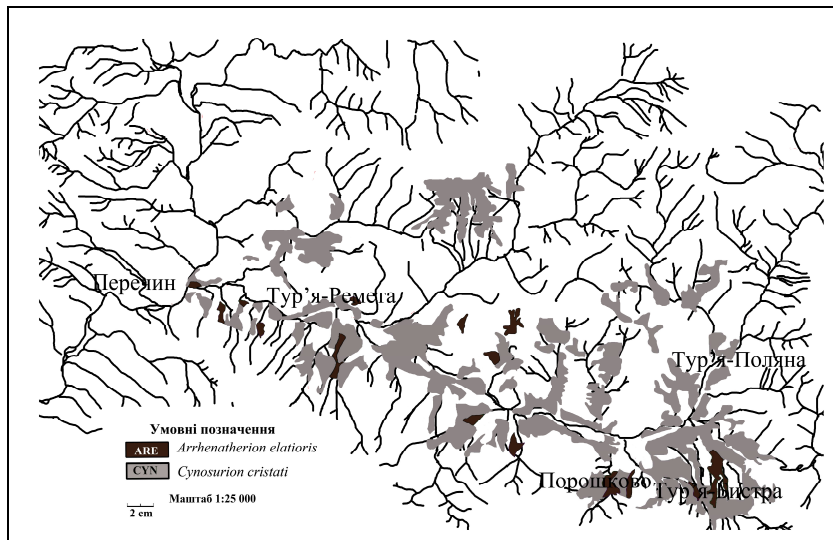 Перечин
Тур’я-Ремета
Тур’я-Поляна
Порошково
Тур’я-Бистра
Умовні позначення
ARE Arrhenatherion elatioris
CYN Cynosurion cristati
Маштаб 1:25 000
2 cm